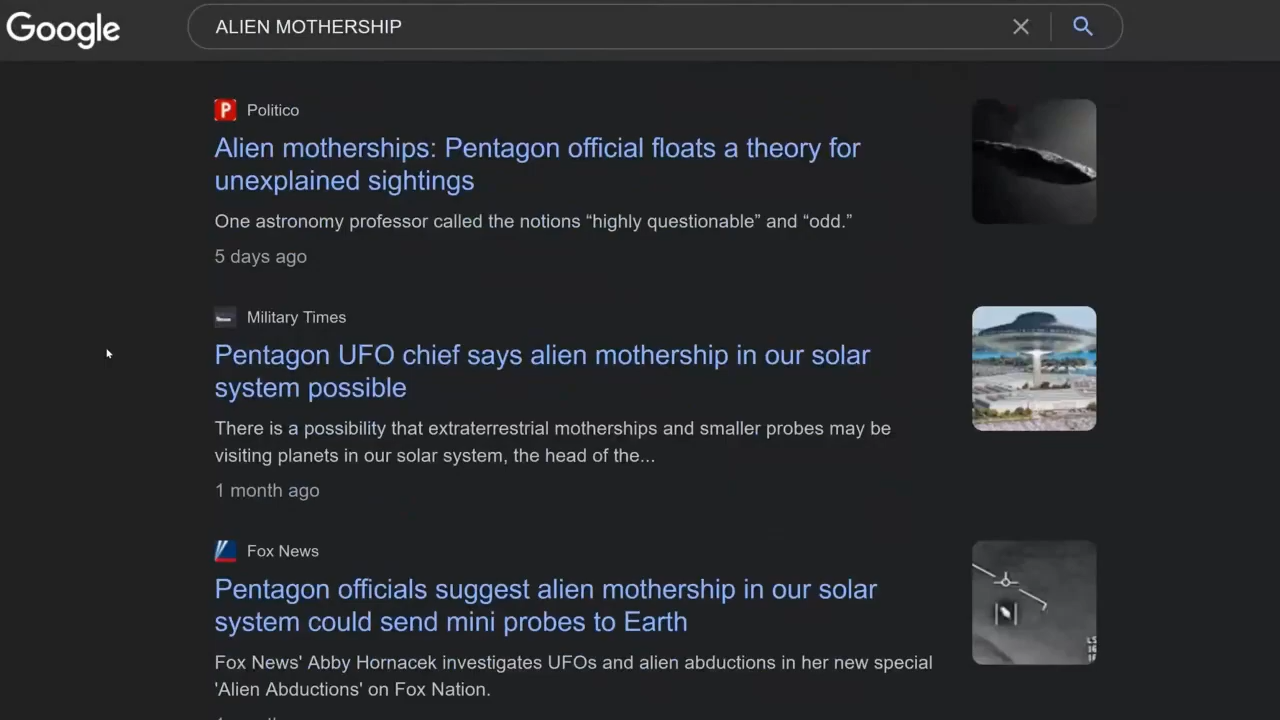 Google
ALIEN MOTHERSHIP
Politico
Alien motherships: Pentagon official floats a theory for
unexplained sightings
One astronomy professor called the notions “highly questionable” and “odd.”
5 days ago
Military Times
Pentagon UFO chief says alien mothership in our solar
system possible
There is a possibility that extraterrestrial motherships and smaller probes may be
visiting planets in our solar system, the head of the...
1 month ago
Fox News
Pentagon officials suggest alien mothership in our solar
system could send mini probes to Earth
Fox News' Abby Hornacek investigates UFOs and alien abductions in her new special
'Alien Abductions' on Fox Nation.